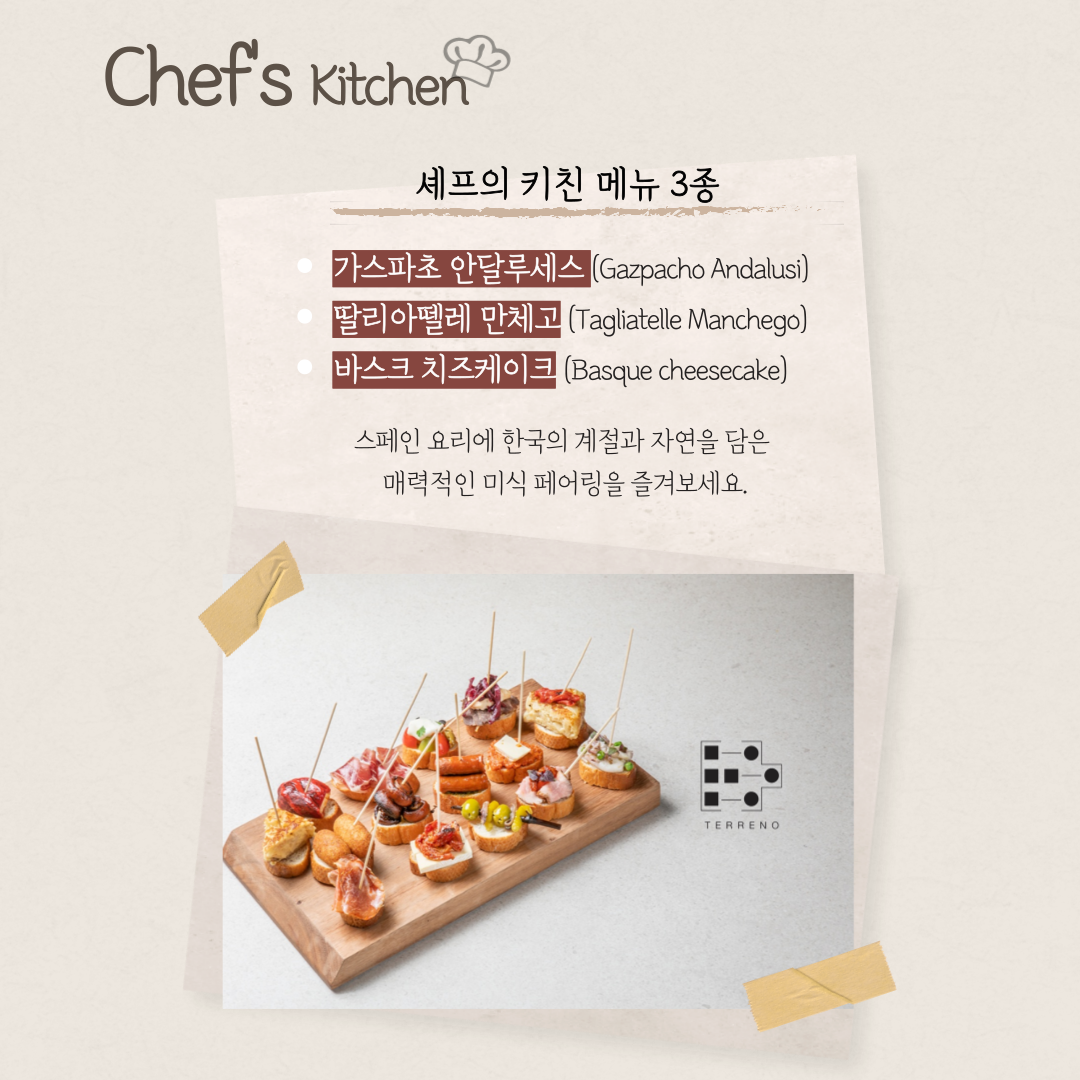 Chef's Kitchen
셰프의 키친 메뉴 3종
가스파초 안달루세스 (Gazpacho Andalusi)
딸리아뗼레 만체고 (Tagliatelle Manchego)
바스크 치즈케이크 (Basque cheesecake)
스페인 요리에 한국의 계절과 자연을 담은
매력적인 미식 페어링을 즐겨보세요.
TERRENO